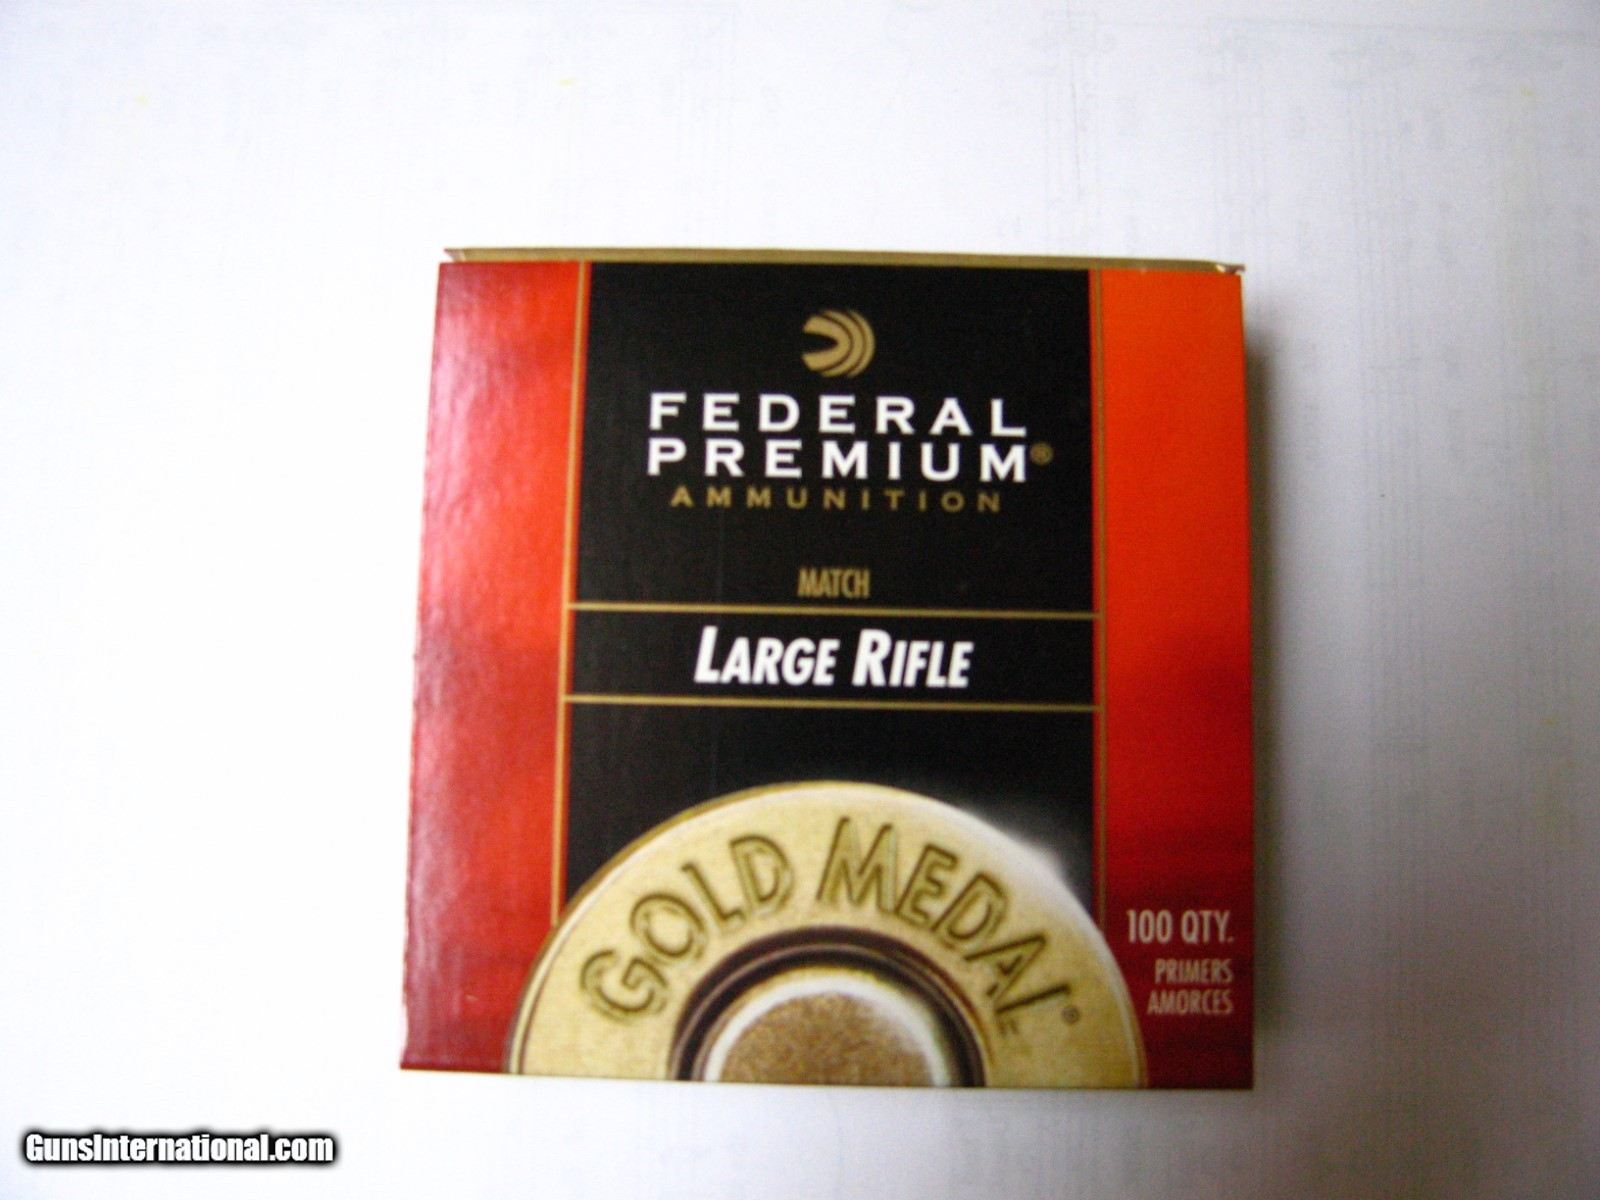 FEDERAL
PREMIUM®
AMMUNITION
MATCH
LARGE RIFLE
GOLD MEDAL®
100 QTY.
PRIMERS
AMORCES
GunsInternational.com